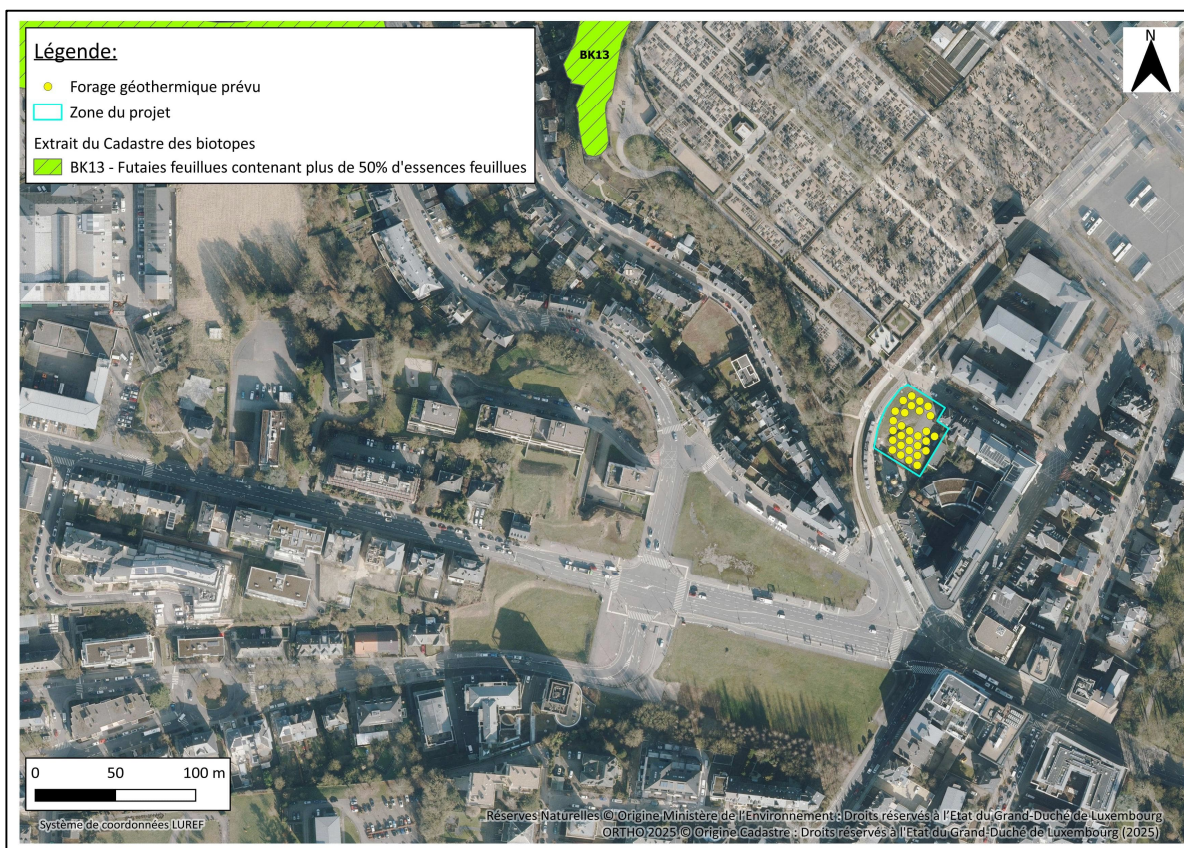 Légende:
Forage géothermique prévu
Zone du projet
Extrait du Cadastre des biotopes
BK13 - Futaies feuillues contenant plus de 50% d'essences feuillues
BK13
N
0 50 100 m
Système de coordonnées LUREF
Réserves Naturelles © Origine Ministère de l'Environnement : Droits réservés à l'Etat du Grand-Duché de Luxembourg
ORTHO 2025 © Origine Cadastre : Droits réservés à l'Etat du Grand-Duché de Luxembourg (2025)